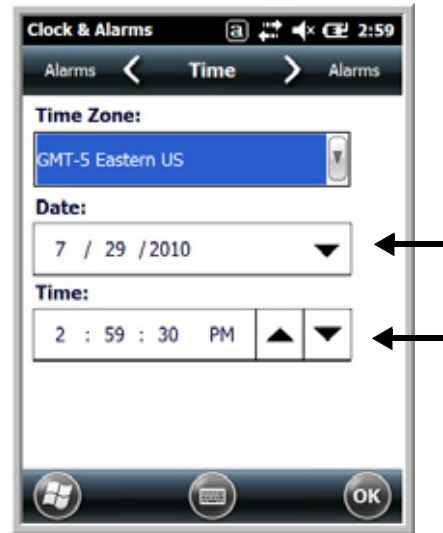 Clock & Alarms a 2:59
Alarms Time Alarms
Time Zone:
GMT-5 Eastern US
Date:
7 / 29 / 2010
Time:
2 : 59 : 30 PM
OK